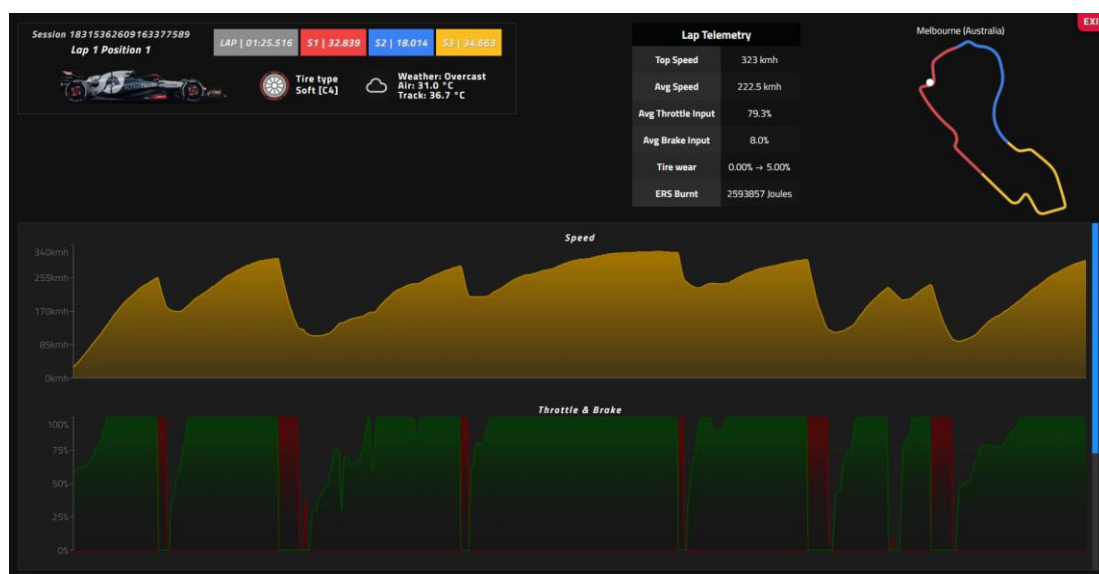 Session 18315362609163377589
Lap 1 Position 1
LAP | 01:25.516
S1 | 32.839
S2 | 18.014
S3 | 34.663
Tire type
Soft [C4]
Weather: Overcast
Air: 31.0 °C
Track: 36.7 °C
Lap Telemetry
Top Speed 323 kmh
Avg Speed 222.5 kmh
Avg Throttle Input 79.3%
Avg Brake Input 8.0%
Tire wear 0.00% → 5.00%
ERS Burnt 2593857 Joules
Melbourne (Australia)
EXI
Speed
340kmh
255kmh
170kmh
85kmh
0kmh
Throttle & Brake
100%
75%
50%
25%
0%